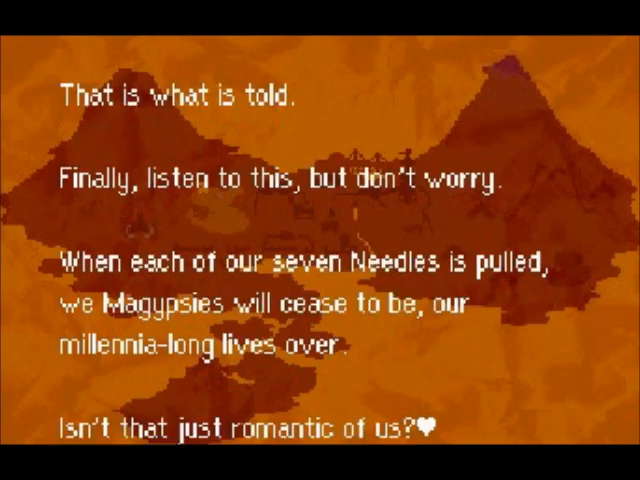 That is what is told.
Finally, listen to this, but don't worry.
When each of our seven Needles is pulled,
we Magypsies will cease to be, our
millennia-long lives over.
Isn't that just romantic of us?♥